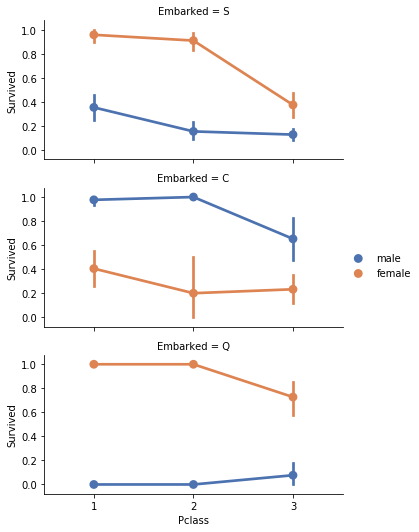 Embarked = S
Survived
1.0
0.8
0.6
0.4
0.2
0.0
Embarked = C
Survived
1.0
0.8
0.6
0.4
0.2
0.0
male
female
Embarked = Q
Survived
1.0
0.8
0.6
0.4
0.2
0.0
1 2 3
Pclass